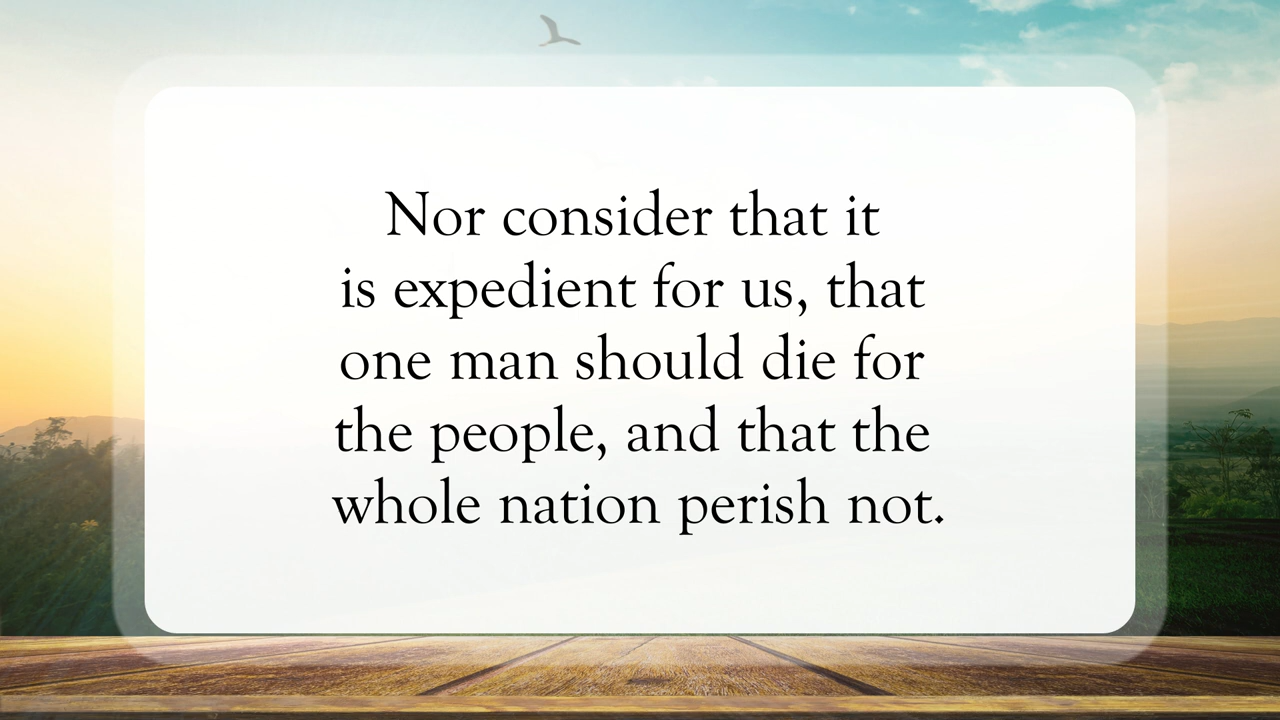 Nor consider that it
is expedient for us, that
one man should die for
the people, and that the
whole nation perish not.